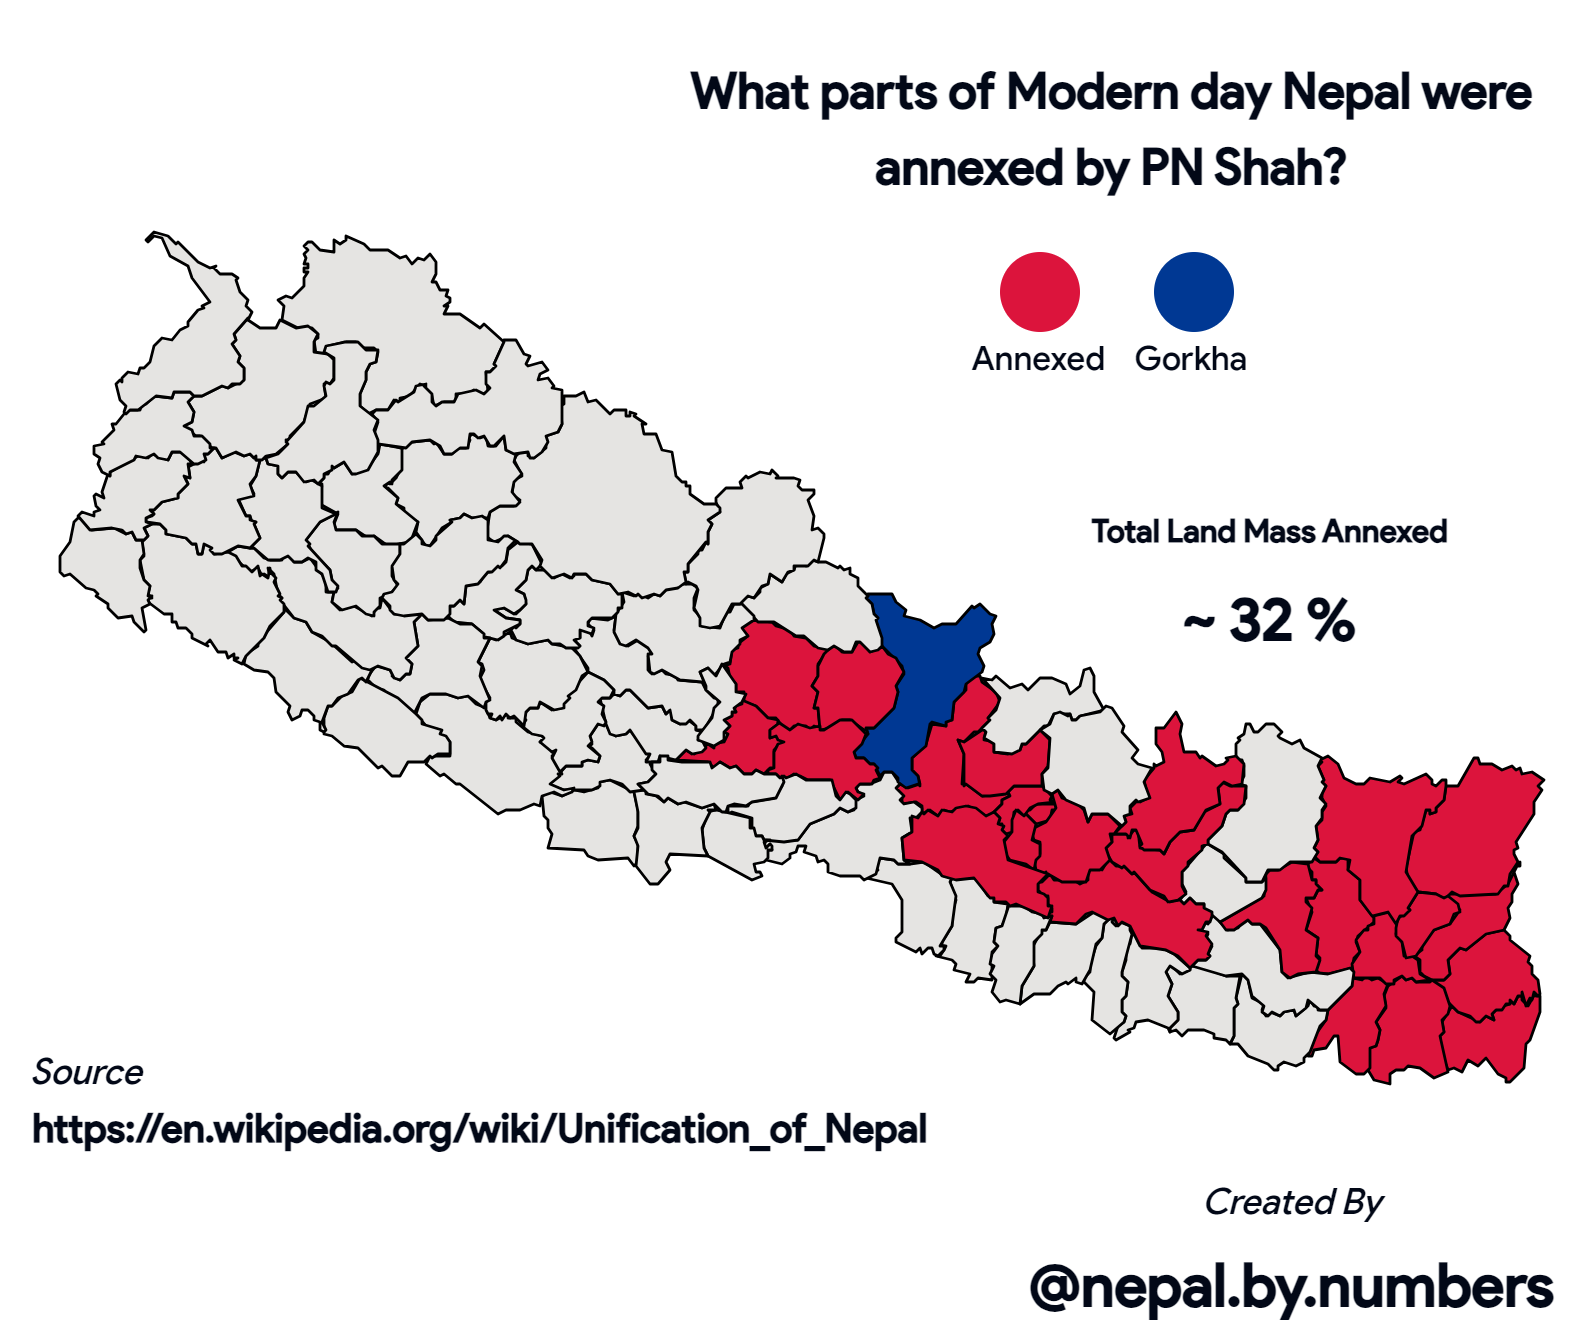 What parts of Modern day Nepal were
annexed by PN Shah?
Annexed Gorkha
Total Land Mass Annexed
~ 32 %
Source
https://en.wikipedia.org/wiki/Unification_of_Nepal
Created By
@nepal.by.numbers